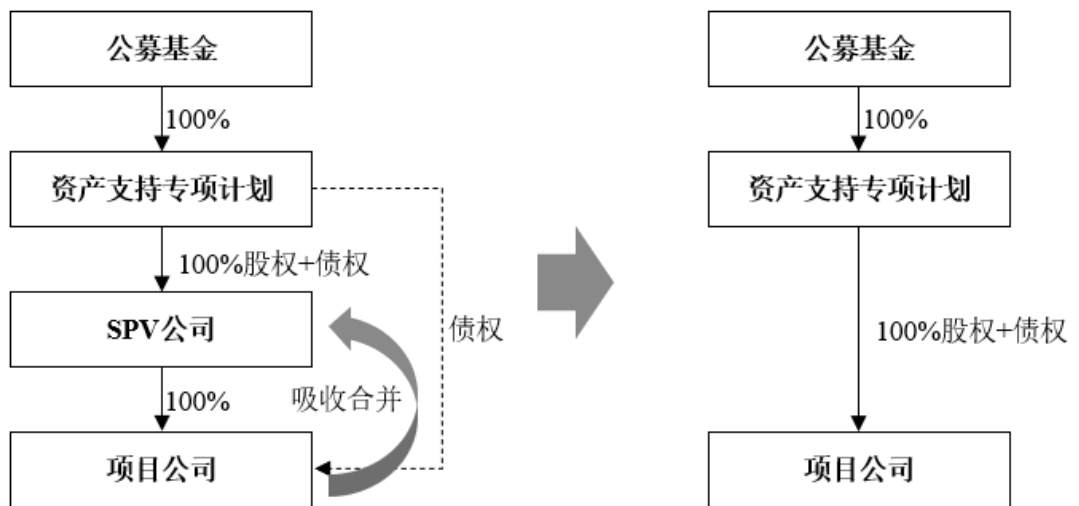 公募基金
100%
资产支持专项计划
100%股权+债权
SPV公司
债权
吸收合并
100%
项目公司
公募基金
100%
资产支持专项计划
100%股权+债权
项目公司